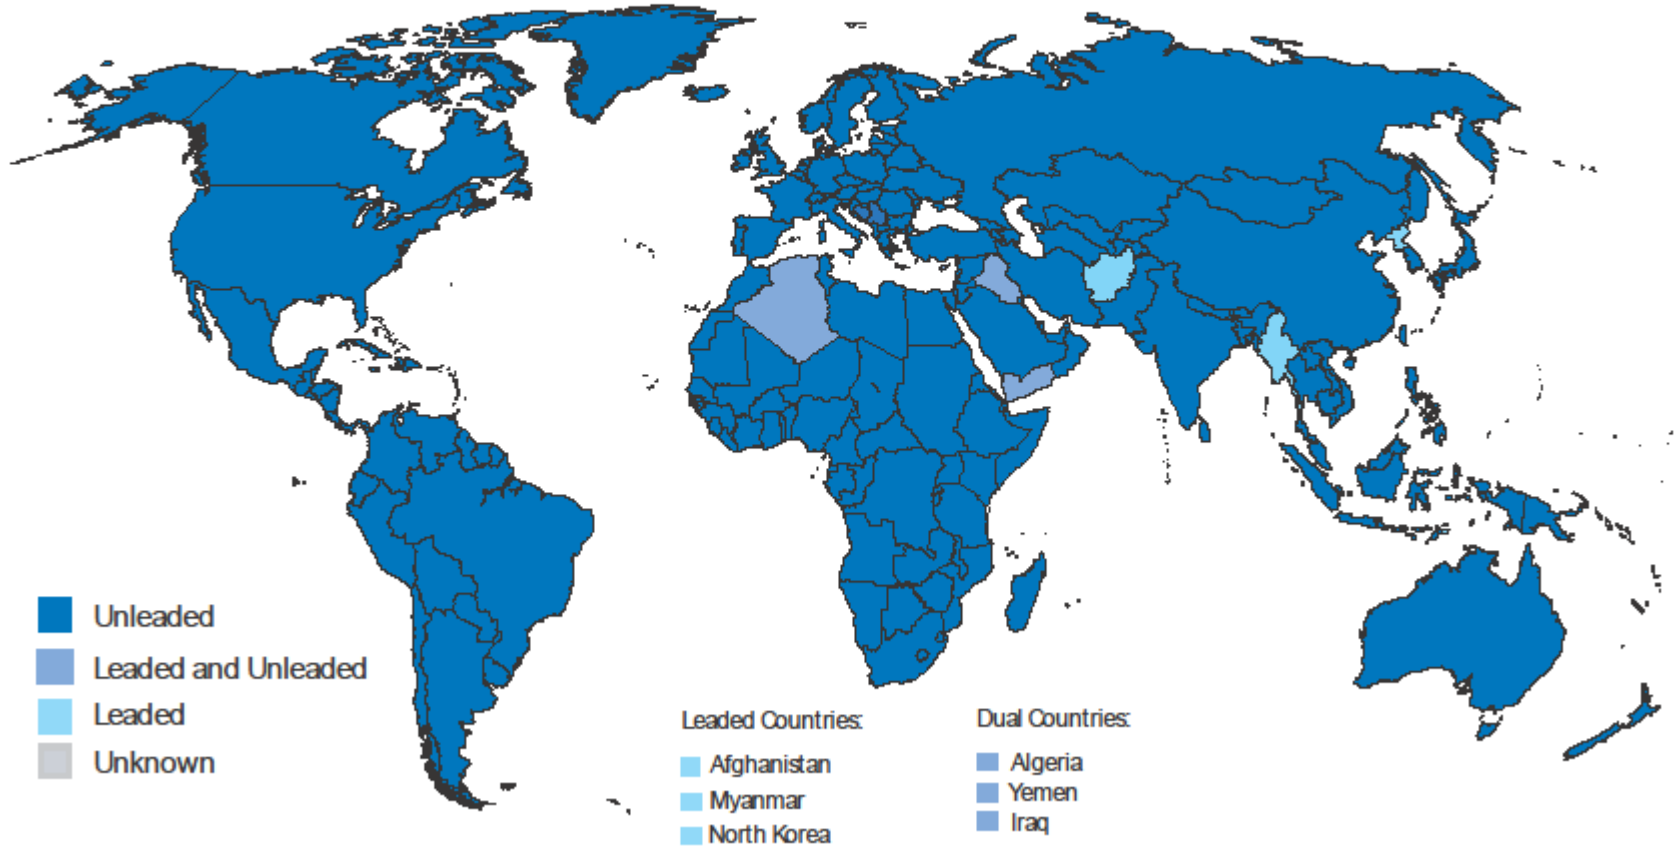 Unleaded
Leaded and Unleaded
Leaded
Unknown
Leaded Countries:
Afghanistan
Myanmar
North Korea
Dual Countries:
Algeria
Yemen
Iraq